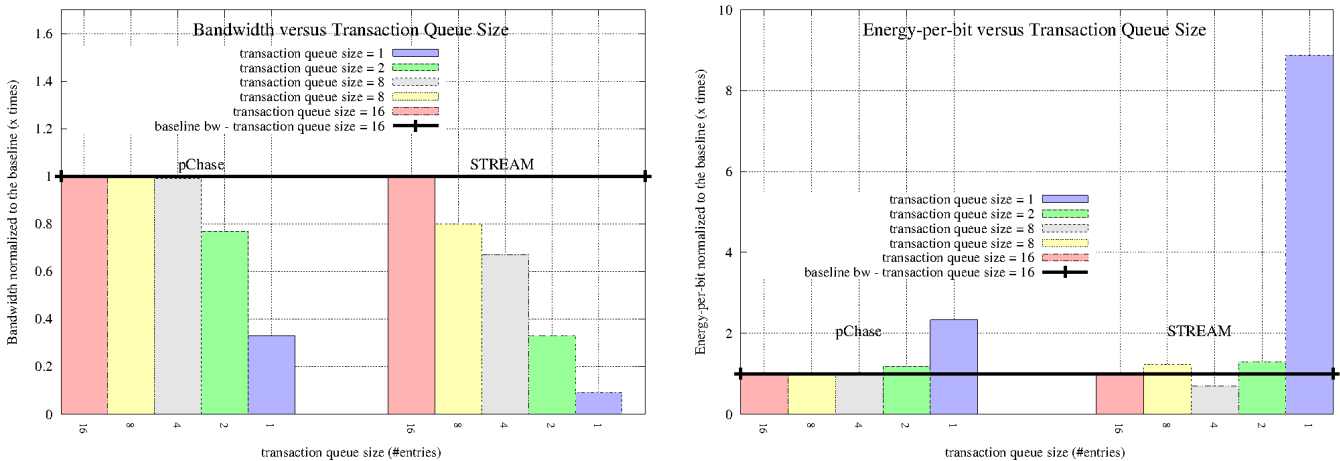 Bandwidth versus Transaction Queue Size
Bandwidth normalized to the baseline (x times)
1.6
1.4
1.2
1
0.8
0.6
0.4
0.2
0
transaction queue size = 1
transaction queue size = 2
transaction queue size = 8
transaction queue size = 8
transaction queue size = 16
baseline bw - transaction queue size = 16
pChase
STREAM
16
8
4
2
1
16
8
4
2
1
transaction queue size (#entries)
Energy-per-bit versus Transaction Queue Size
Energy-per-bit normalized to the baseline (x times)
10
8
6
4
2
0
transaction queue size = 1
transaction queue size = 2
transaction queue size = 8
transaction queue size = 8
transaction queue size = 16
baseline bw - transaction queue size = 16
pChase
STREAM
16
8
4
2
1
16
8
4
2
1
transaction queue size (#entries)